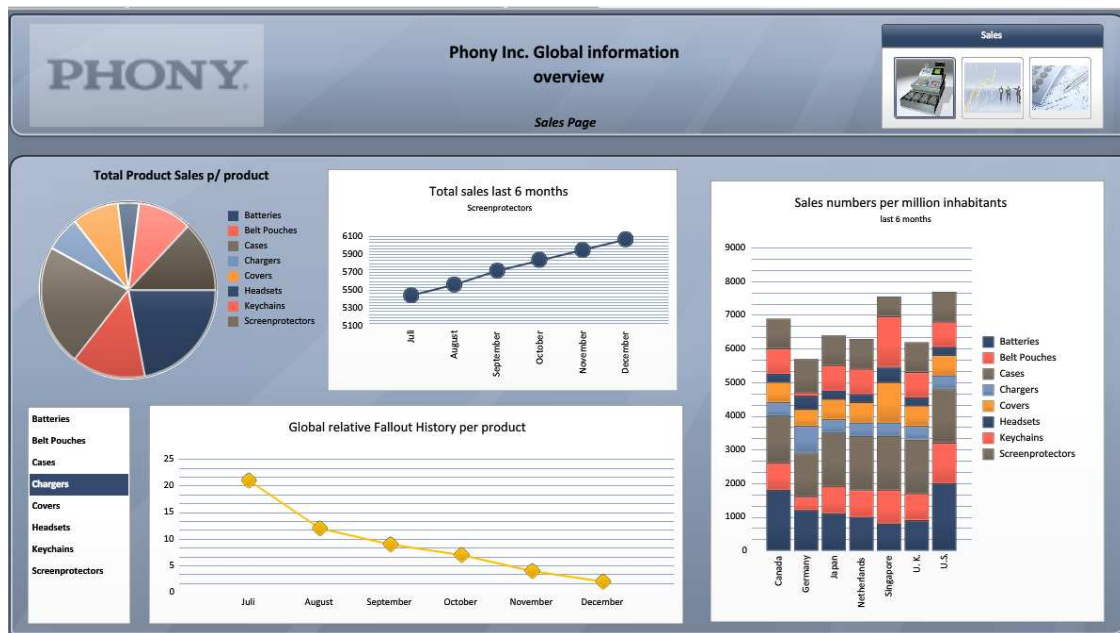 PHONY.
Phony Inc. Global information
overview
Sales Page
Sales
Total Product Sales p/ product
Batteries
Belt Pouches
Cases
Chargers
Covers
Headsets
Keychains
Screenprotectors
Total sales last 6 months
Screenprotectors
6100
5900
5700
5500
5300
5100
Juli
August
September
October
November
December
Sales numbers per million inhabitants
last 6 months
9000
8000
7000
6000
5000
4000
3000
2000
1000
0
Canada
Germany
Japan
Netherlands
Singapore
U. K.
U.S.
Batteries
Belt Pouches
Cases
Chargers
Covers
Headsets
Keychains
Screenprotectors
Batteries
Belt Pouches
Cases
Chargers
Covers
Headsets
Keychains
Screenprotectors
Global relative Fallout History per product
25
20
15
10
5
0
Juli
August
September
October
November
December